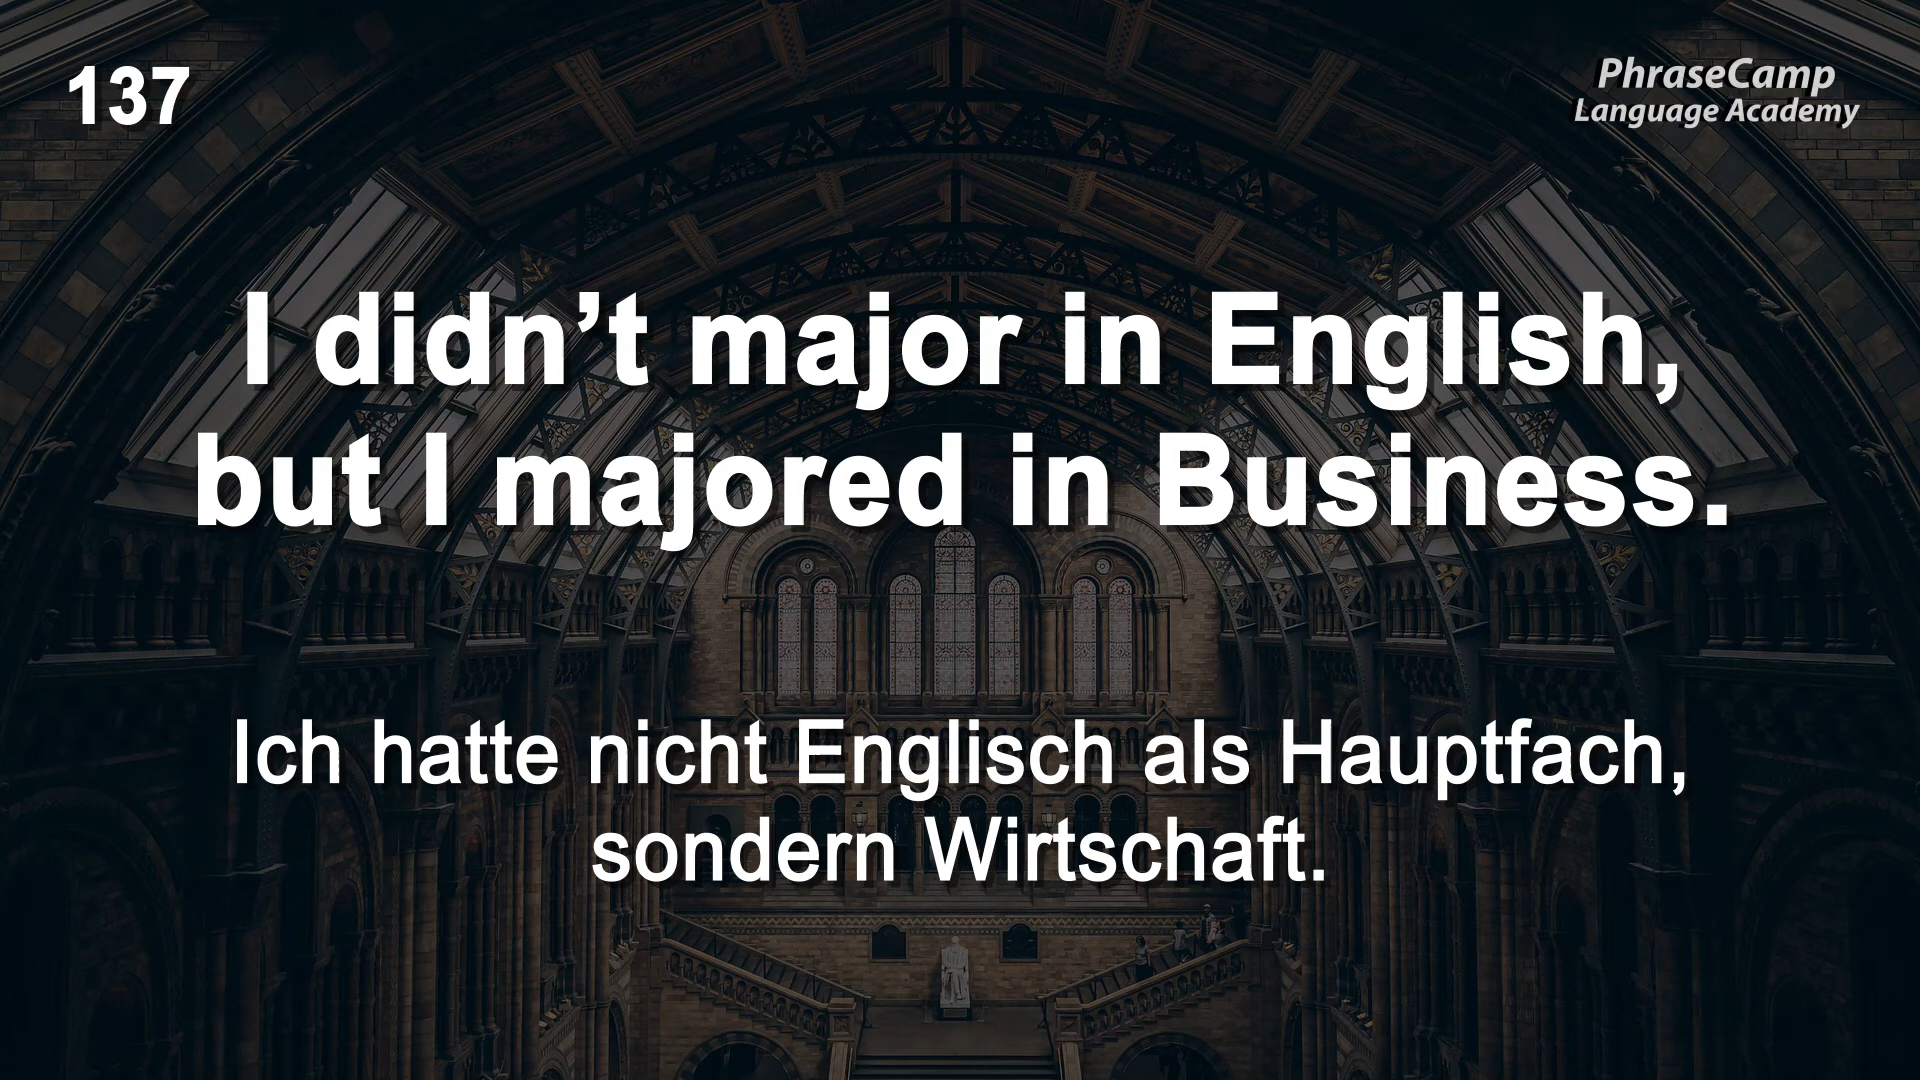 137
PhraseCamp
Language Academy
I didn’t major in English,
but I majored in Business.
Ich hatte nicht Englisch als Hauptfach,
sondern Wirtschaft.